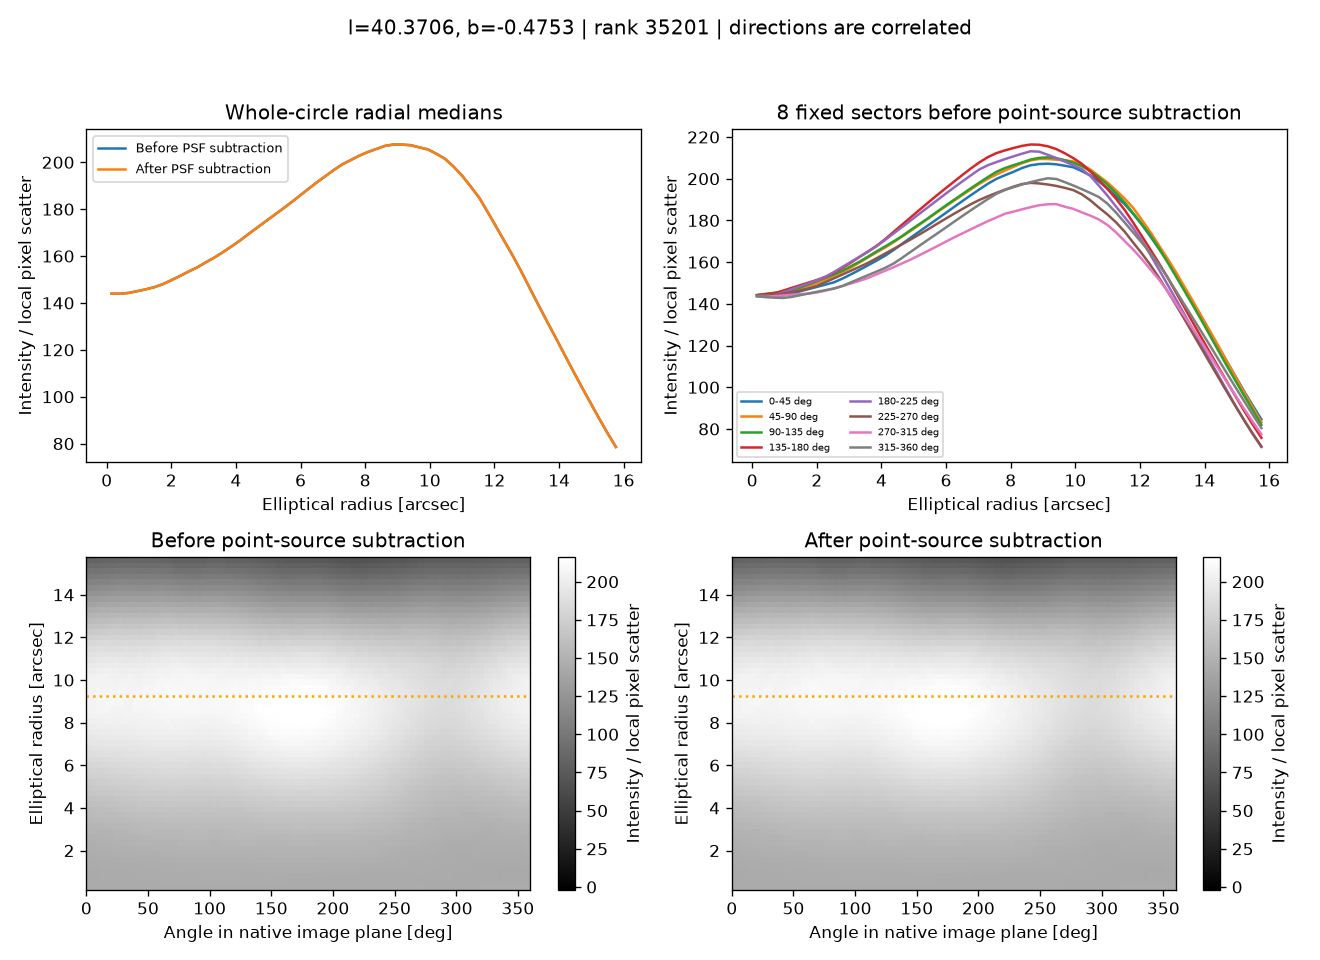 l=40.3706, b=-0.4753 | rank 35201 | directions are correlated
Whole-circle radial medians
Intensity / local pixel scatter
200
180
160
140
120
100
80
Before PSF subtraction
After PSF subtraction
0 2 4 6 8 10 12 14 16
Elliptical radius [arcsec]
8 fixed sectors before point-source subtraction
Intensity / local pixel scatter
220
200
180
160
140
120
100
80
0-45 deg
45-90 deg
90-135 deg
135-180 deg
180-225 deg
225-270 deg
270-315 deg
315-360 deg
0 2 4 6 8 10 12 14 16
Elliptical radius [arcsec]
Before point-source subtraction
Elliptical radius [arcsec]
14
12
10
8
6
4
2
0 50 100 150 200 250 300 350
Angle in native image plane [deg]
200
175
150
125
100
75
50
25
0
Intensity / local pixel scatter
After point-source subtraction
Elliptical radius [arcsec]
14
12
10
8
6
4
2
0 50 100 150 200 250 300 350
Angle in native image plane [deg]
200
175
150
125
100
75
50
25
0
Intensity / local pixel scatter